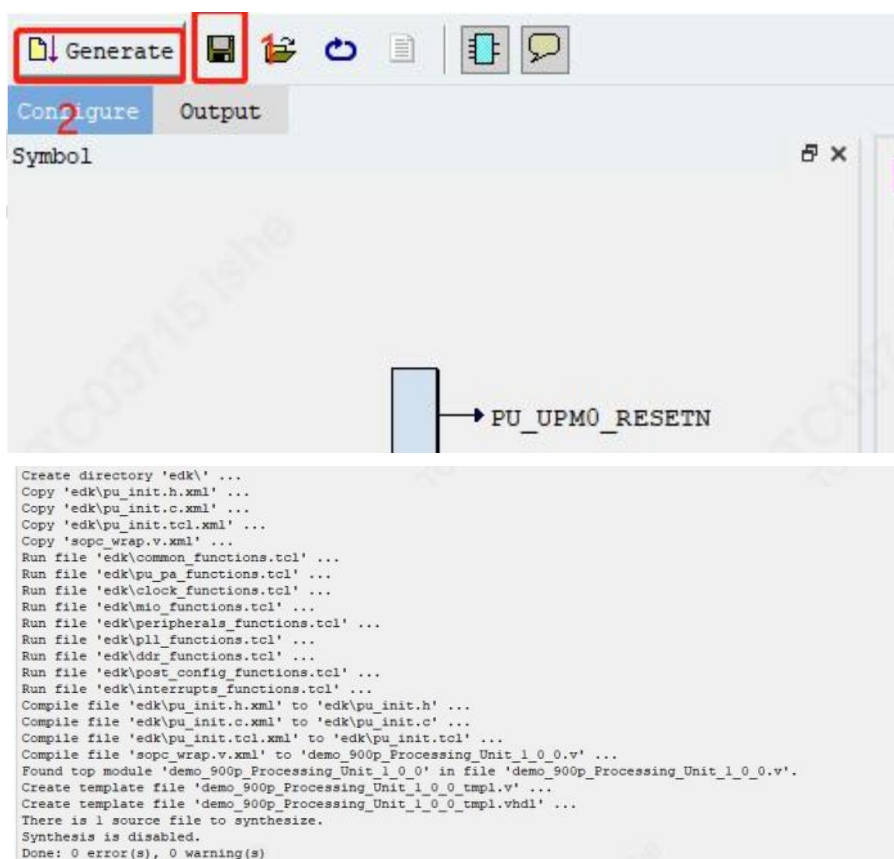 Generate
1
Configure
2
Output
Symbol
PU_UPM0_RESETN
Create directory 'edk\' ...
Copy 'edk\pu_init.h.xml' ...
Copy 'edk\pu_init.c.xml' ...
Copy 'edk\pu_init.tcl.xml' ...
Copy 'sopc_wrap.v.xml' ...
Run file 'edk\common_functions.tcl' ...
Run file 'edk\pu_pa_functions.tcl' ...
Run file 'edk\clock_functions.tcl' ...
Run file 'edk\mio_functions.tcl' ...
Run file 'edk\peripherals_functions.tcl' ...
Run file 'edk\pll_functions.tcl' ...
Run file 'edk\ddr_functions.tcl' ...
Run file 'edk\post_config_functions.tcl' ...
Run file 'edk\interrupts_functions.tcl' ...
Compile file 'edk\pu_init.h.xml' to 'edk\pu_init.h' ...
Compile file 'edk\pu_init.c.xml' to 'edk\pu_init.c' ...
Compile file 'edk\pu_init.tcl.xml' to 'edk\pu_init.tcl' ...
Compile file 'sopc_wrap.v.xml' to 'demo_900p_Processing_Unit_1_0_0.v' ...
Found top module 'demo_900p_Processing_Unit_1_0_0' in file 'demo_900p_Processing_Unit_1_0_0.v'.
Create template file 'demo_900p_Processing_Unit_1_0_0_tmpl.v' ...
Create template file 'demo_900p_Processing_Unit_1_0_0_tmpl.vhdl' ...
There is 1 source file to synthesize.
Synthesis is disabled.
Done: 0 error(s), 0 warning(s)